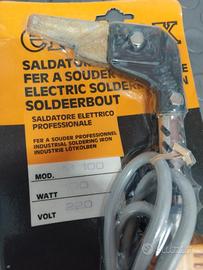 SALDATOR
FER A SOUDER
ELECTRIC SOLDER
SOLDEERBOUT
SALDATORE ELETTRICO
PROFESSIONALE
FER A SOUDER PROFESSIONNEL
INDUSTRIAL SOLDERING IRON
INDUSTRIE LÖTKOLBEN
MOD. 100
WATT
VOLT 220